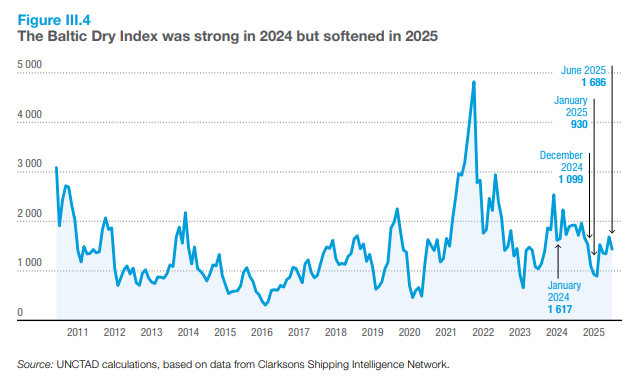 Figure III.4
The Baltic Dry Index was strong in 2024 but softened in 2025
5 000
4 000
3 000
2 000
1 000
0
June 2025
1 686
January
2025
930
December
2024
1 099
January
2024
1 617
2011 2012 2013 2014 2015 2016 2017 2018 2019 2020 2021 2022 2023 2024 2025
Source: UNCTAD calculations, based on data from Clarksons Shipping Intelligence Network.